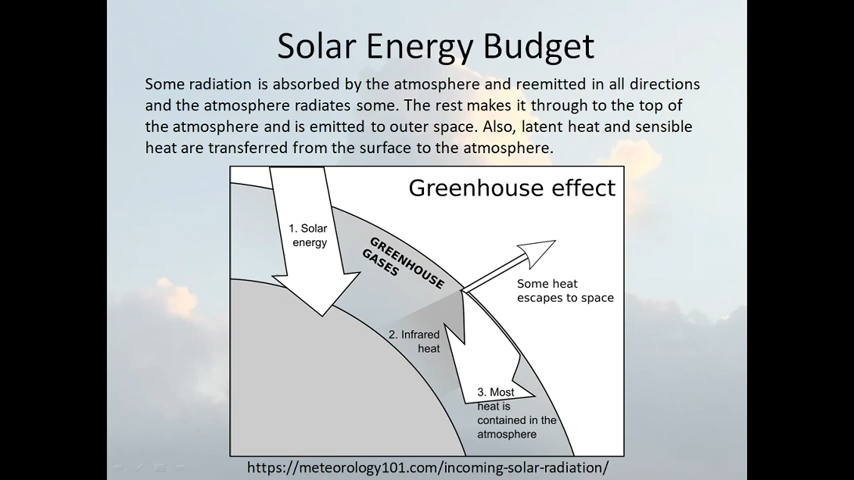 Solar Energy Budget
Some radiation is absorbed by the atmosphere and reemitted in all directions
and the atmosphere radiates some. The rest makes it through to the top of
the atmosphere and is emitted to outer space. Also, latent heat and sensible
heat are transferred from the surface to the atmosphere.
Greenhouse effect
1. Solar
energy
GREENHOUSE
GASES
Some heat
escapes to space
2. Infrared
heat
3. Most
heat is
contained in the
atmosphere
https://meteorology101.com/incoming-solar-radiation/